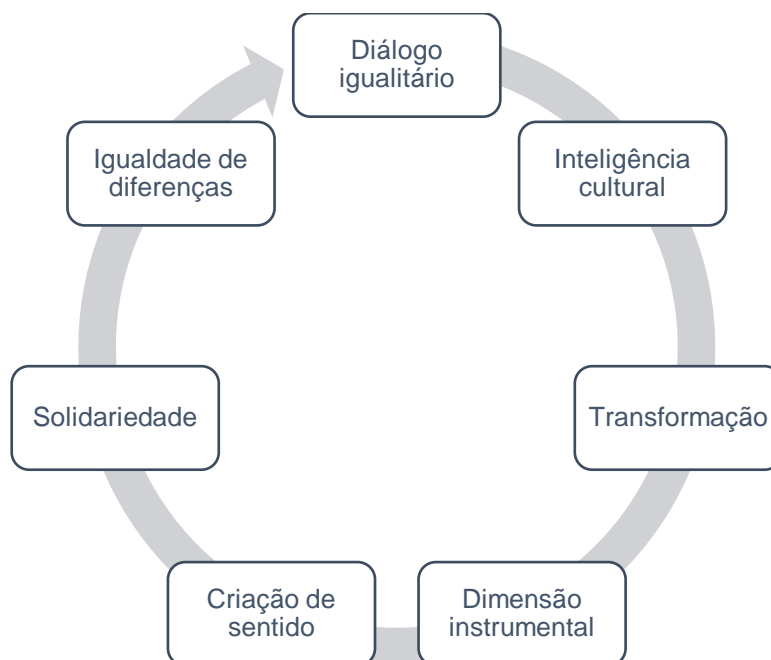 Diálogo
igualitário
Inteligência
cultural
Transformação
Dimensão
instrumental
Criação de
sentido
Solidariedade
Igualdade de
diferenças